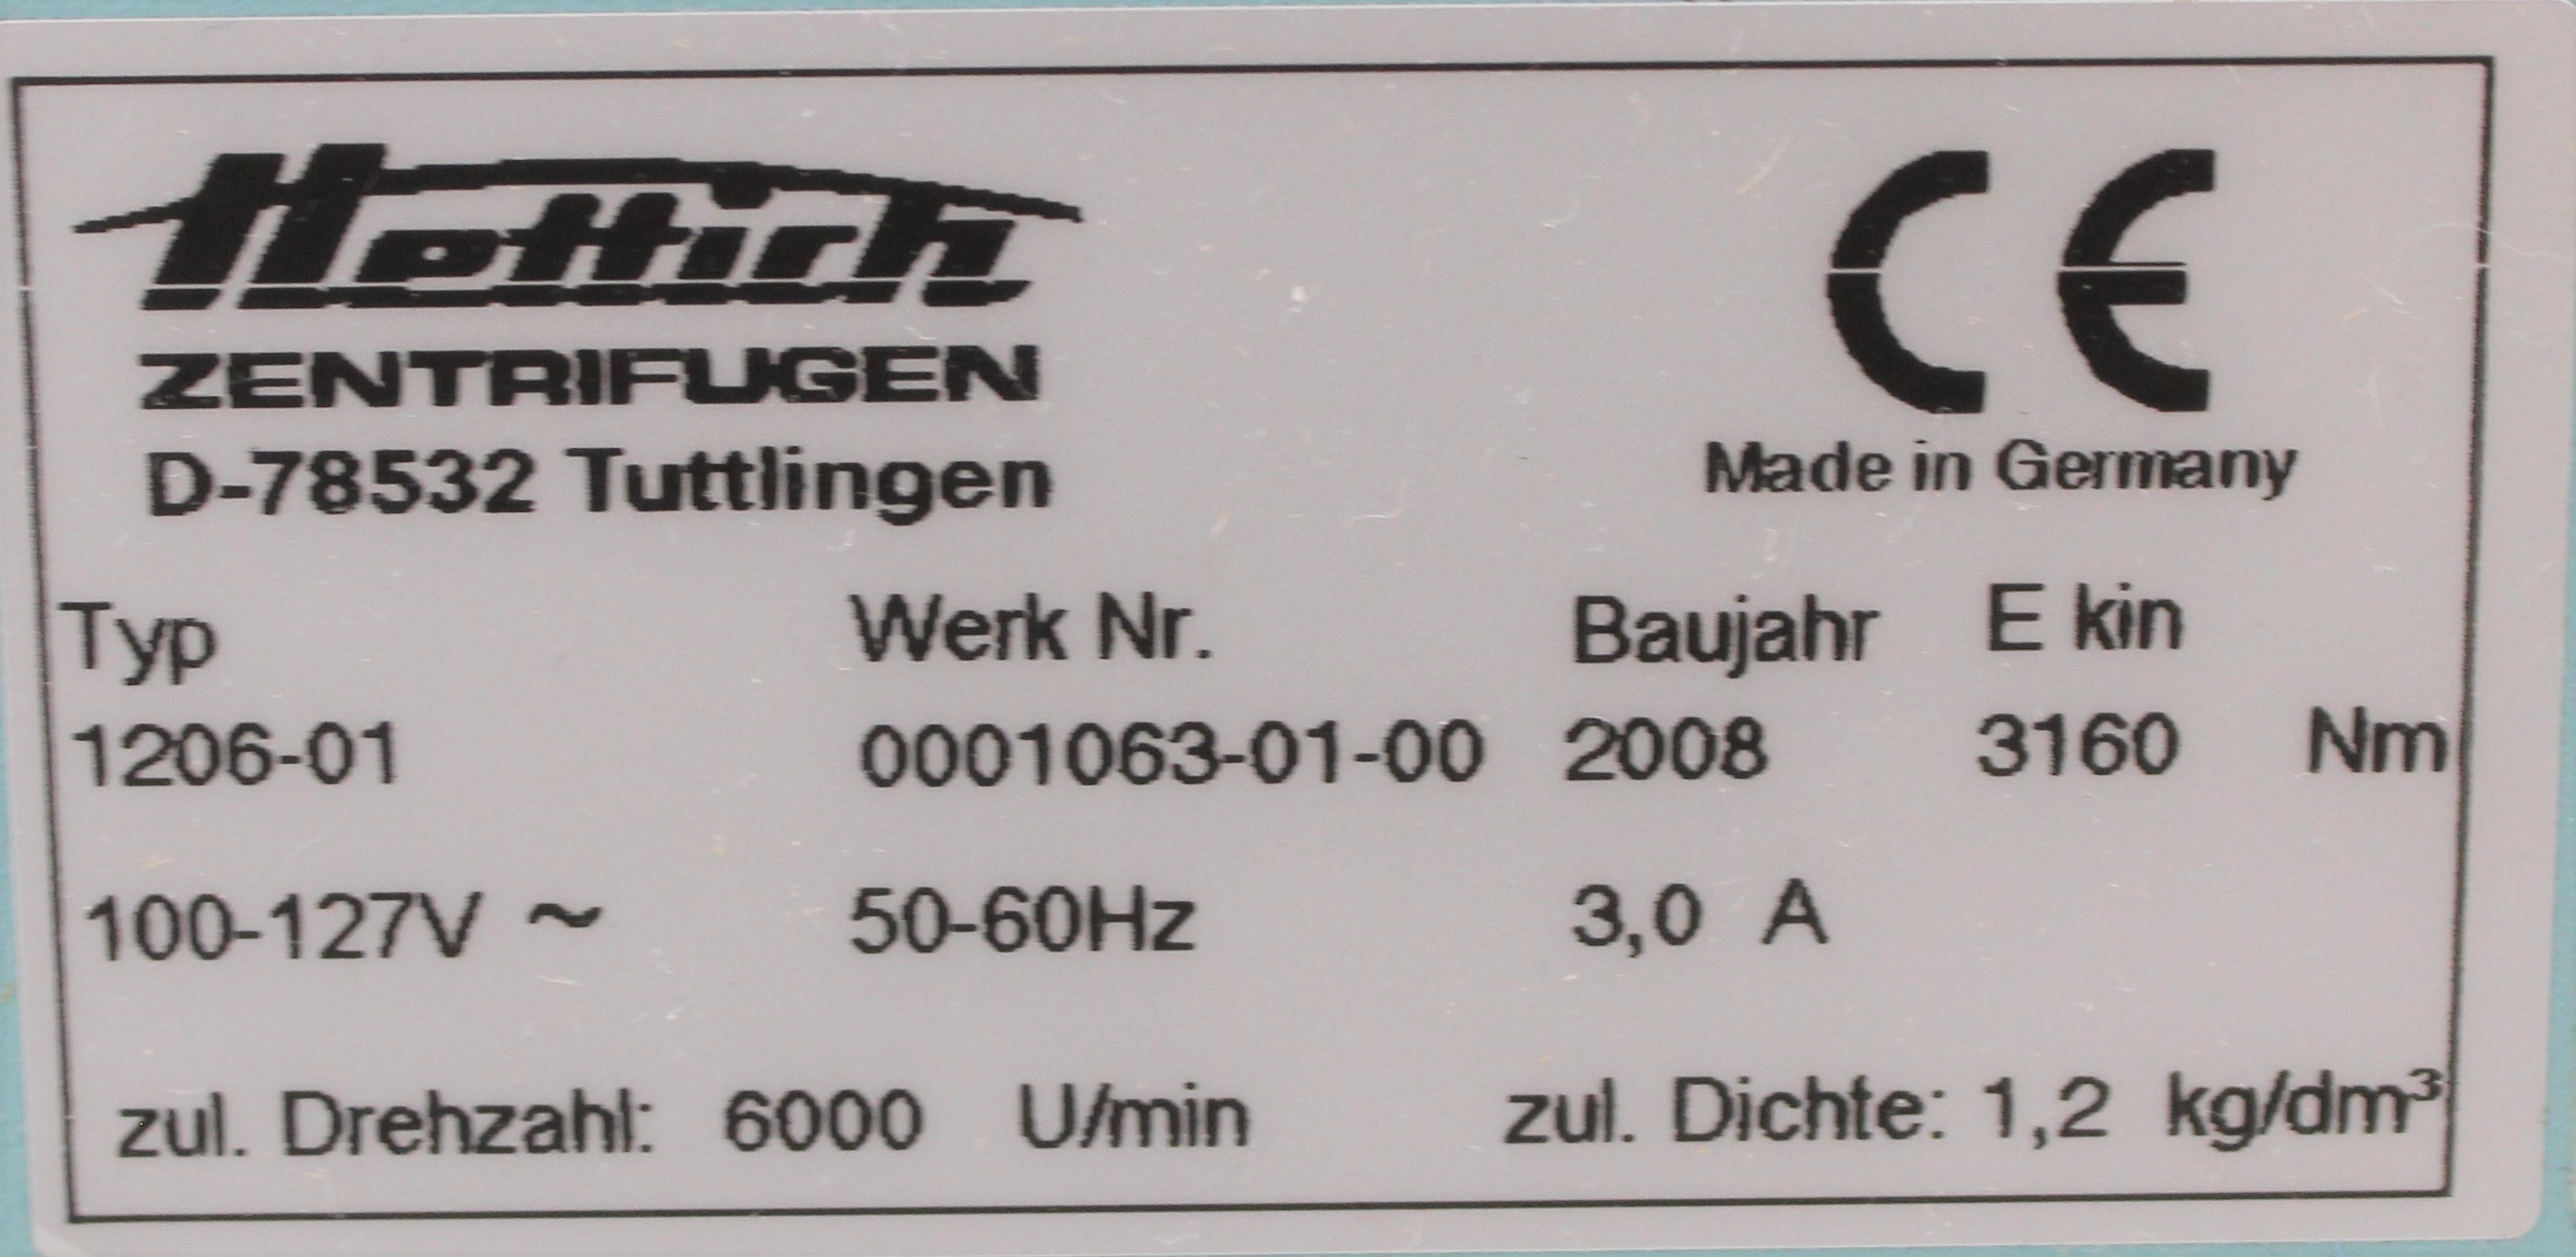 Hettich
ZENTRIFUGEN
D-78532 Tuttlingen
CE
Made in Germany
Typ Werk Nr. Baujahr E kin
1206-01 0001063-01-00 2008 3160 Nm
100-127V ~ 50-60Hz 3,0 A
zul. Drehzahl: 6000 U/min zul. Dichte: 1,2 kg/dm³